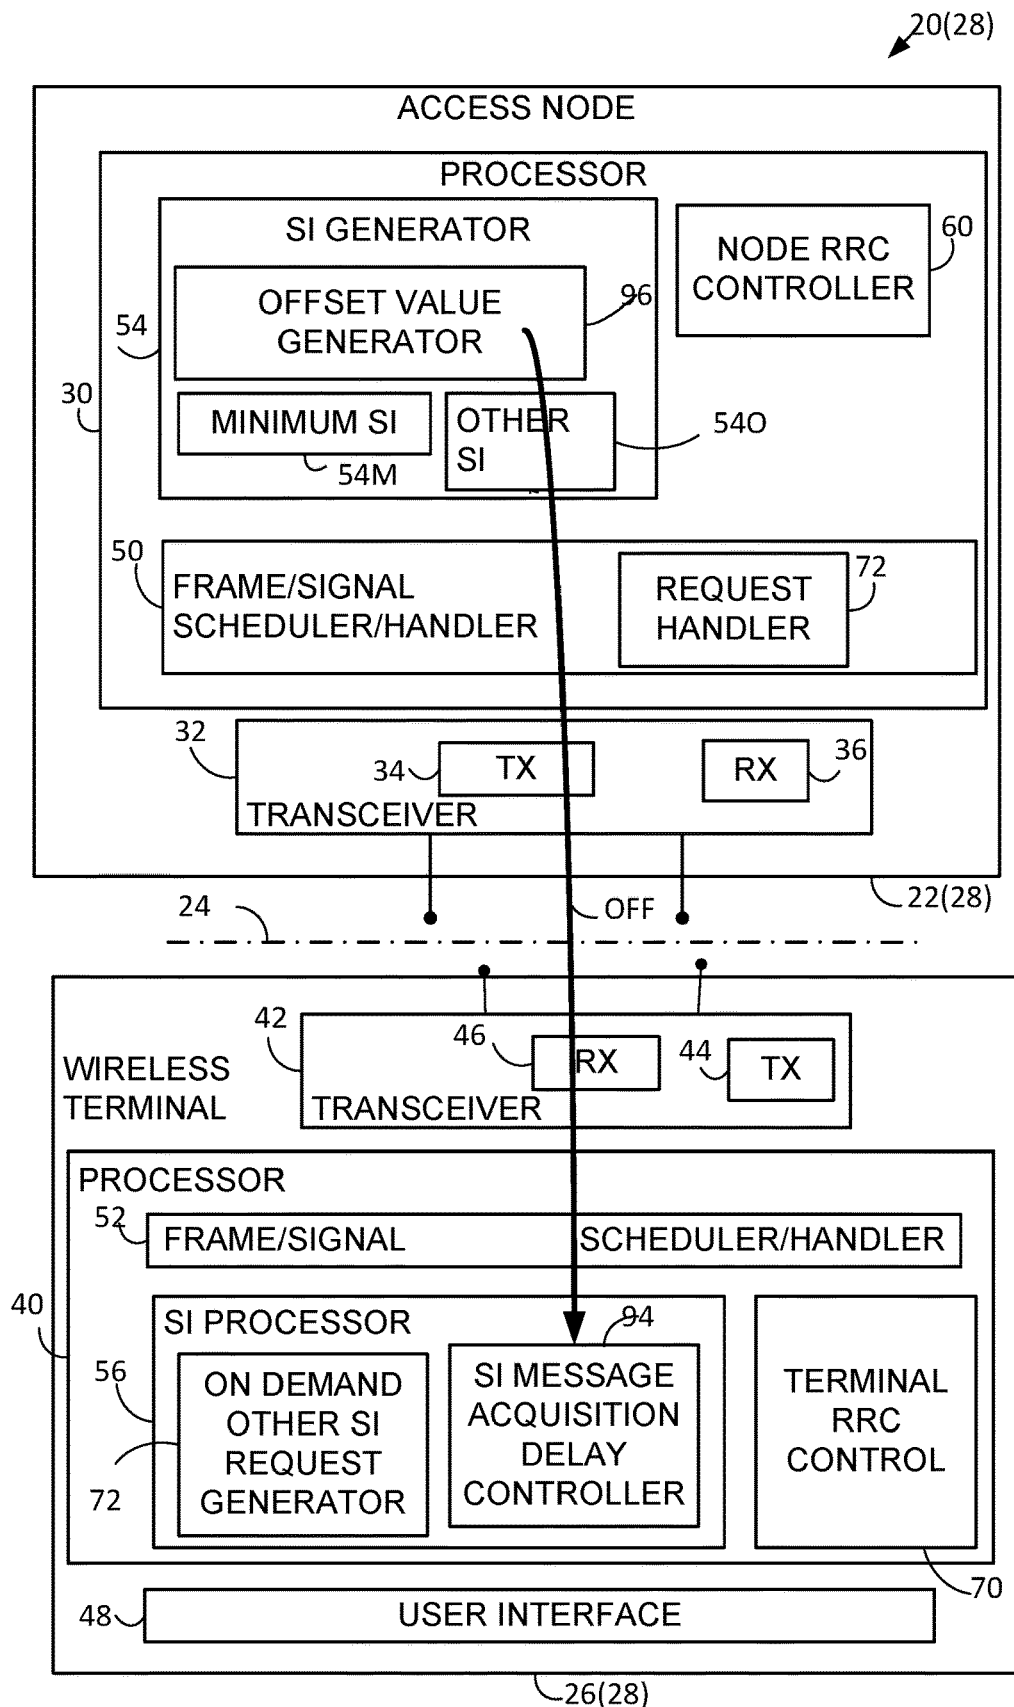 20(28)
ACCESS NODE
PROCESSOR
SI GENERATOR
60
NODE RRC
CONTROLLER
OFFSET VALUE
GENERATOR
96
54
30
MINIMUM SI
54M
OTHER
SI
54O
50
FRAME/SIGNAL
SCHEDULER/HANDLER
REQUEST
HANDLER
72
32
34
TX
RX
36
TRANSCEIVER
22(28)
OFF
24
42
46
RX
44
TX
WIRELESS
TERMINAL
TRANSCEIVER
PROCESSOR
52
FRAME/SIGNAL SCHEDULER/HANDLER
40
SI PROCESSOR
94
56
ON DEMAND
OTHER SI
REQUEST
GENERATOR
72
SI MESSAGE
ACQUISITION
DELAY
CONTROLLER
TERMINAL
RRC
CONTROL
70
48
USER INTERFACE
26(28)